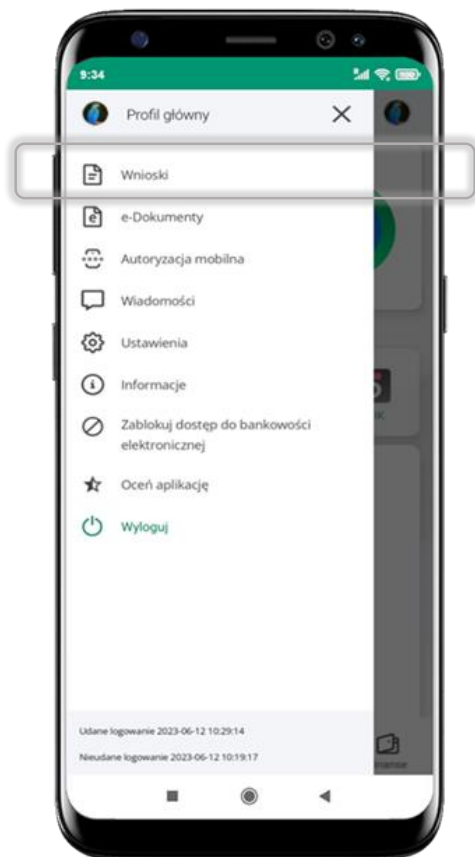 9:34
Profil główny
Wnioski
e-Dokumenty
Autoryzacja mobilna
Wiadomości
Ustawienia
Informacje
Zablokuj dostęp do bankowości
elektronicznej
Oceń aplikację
Wyloguj
Udane logowanie 2023-06-12 10:29:14
Nieudane logowanie 2023-06-12 10:19:17